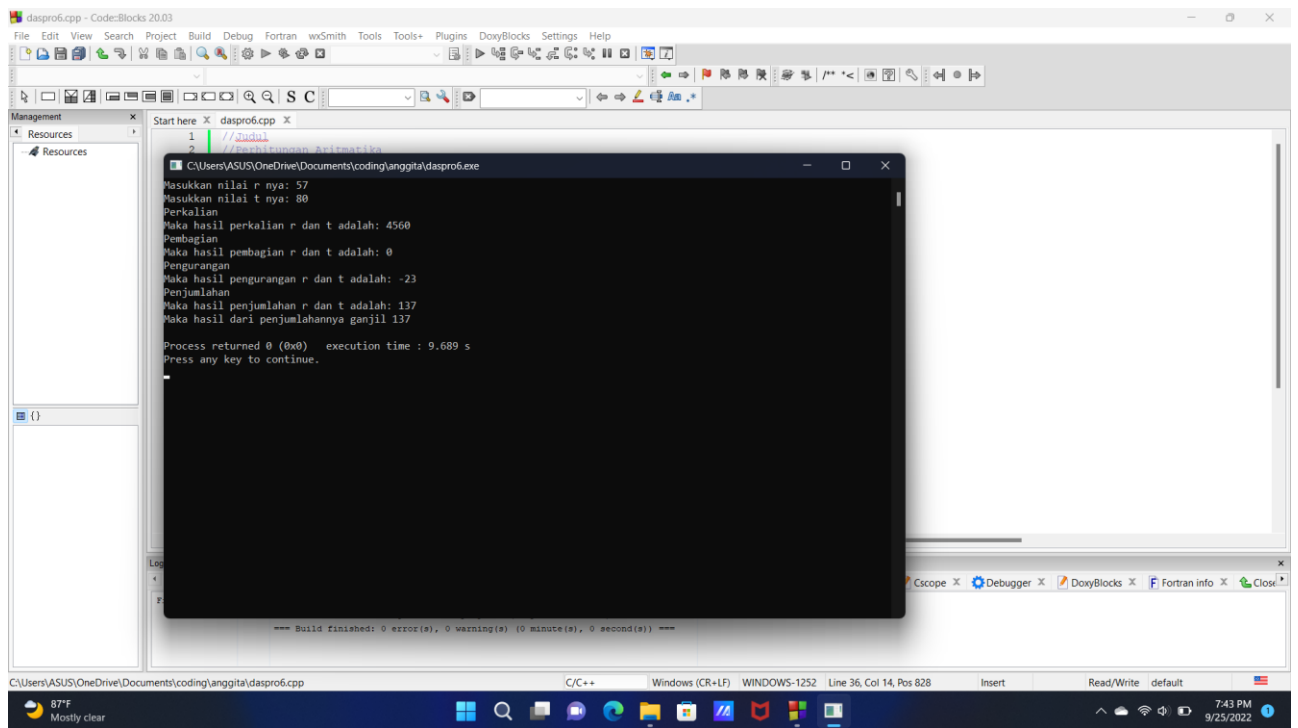 daspro6.cpp - Code::Blocks 20.03
File Edit View Search Project Build Debug Fortran wxSmith Tools Tools+ Plugins DoxyBlocks Settings Help
S C
Management
Start here daspro6.cpp
Resources
Resources
1 //Judul
2 //Perhitungan Aritmatika
C:\Users\ASUS\OneDrive\Documents\coding\anggita\daspro6.exe
Masukkan nilai r nya: 57
Masukkan nilai t nya: 80
Perkalian
Maka hasil perkalian r dan t adalah: 4560
Pembagian
Maka hasil pembagian r dan t adalah: 0
Pengurangan
Maka hasil pengurangan r dan t adalah: -23
Penjumlahan
Maka hasil penjumlahan r dan t adalah: 137
Maka hasil dari penjumlahannya ganjil 137
Process returned 0 (0x0) execution time : 9.689 s
Press any key to continue.
Cscope Debugger DoxyBlocks Fortran info Close
=== Build finished: 0 error(s), 0 warning(s) (0 minute(s), 0 second(s)) ===
C:\Users\ASUS\OneDrive\Documents\coding\anggita\daspro6.cpp C/C++ Windows (CR+LF) WINDOWS-1252 Line 36, Col 14, Pos 828 Insert Read/Write default
87°F
Mostly clear
7:43 PM
9/25/2022
1